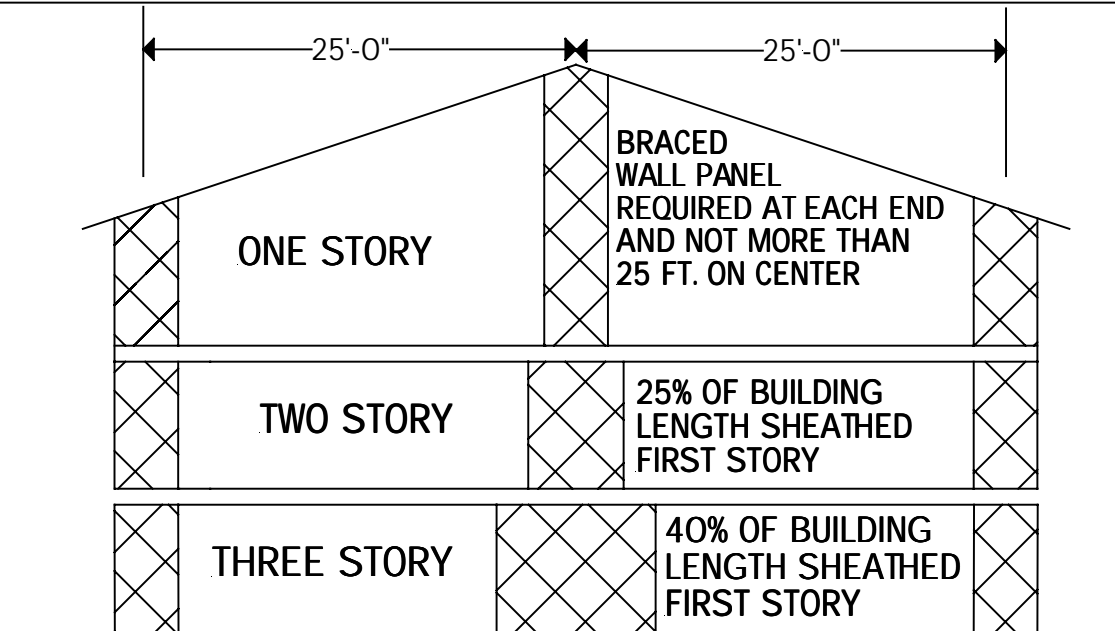 25'-0" 25'-0"
BRACED
WALL PANEL
REQUIRED AT EACH END
AND NOT MORE THAN
25 FT. ON CENTER
ONE STORY
25% OF BUILDING
LENGTH SHEATHED
FIRST STORY
TWO STORY
40% OF BUILDING
LENGTH SHEATHED
FIRST STORY
THREE STORY